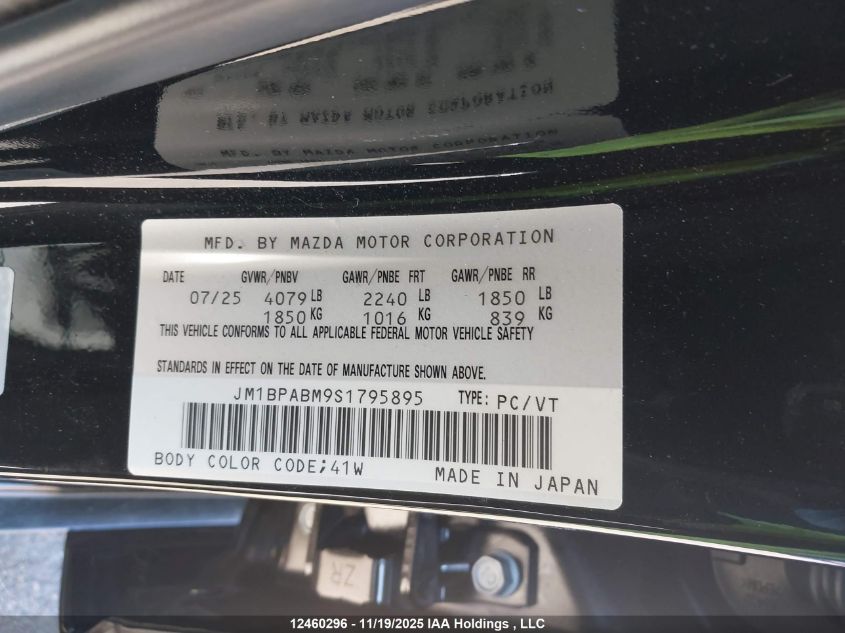 MFD. BY MAZDA MOTOR CORPORATION
DATE GVWR/PNBV GAWR/PNBE FRT GAWR/PNBE RR
07/25 4079 LB 2240 LB 1850 LB
1850 KG 1016 KG 839 KG
THIS VEHICLE CONFORMS TO ALL APPLICABLE FEDERAL MOTOR VEHICLE SAFETY
STANDARDS IN EFFECT ON THE DATE OF MANUFACTURE SHOWN ABOVE.
JM1BPABM9S1795895 TYPE: PC/VT
BODY COLOR CODE;41W MADE IN JAPAN
ZR
12460296 - 11/19/2025 IAA Holdings , LLC